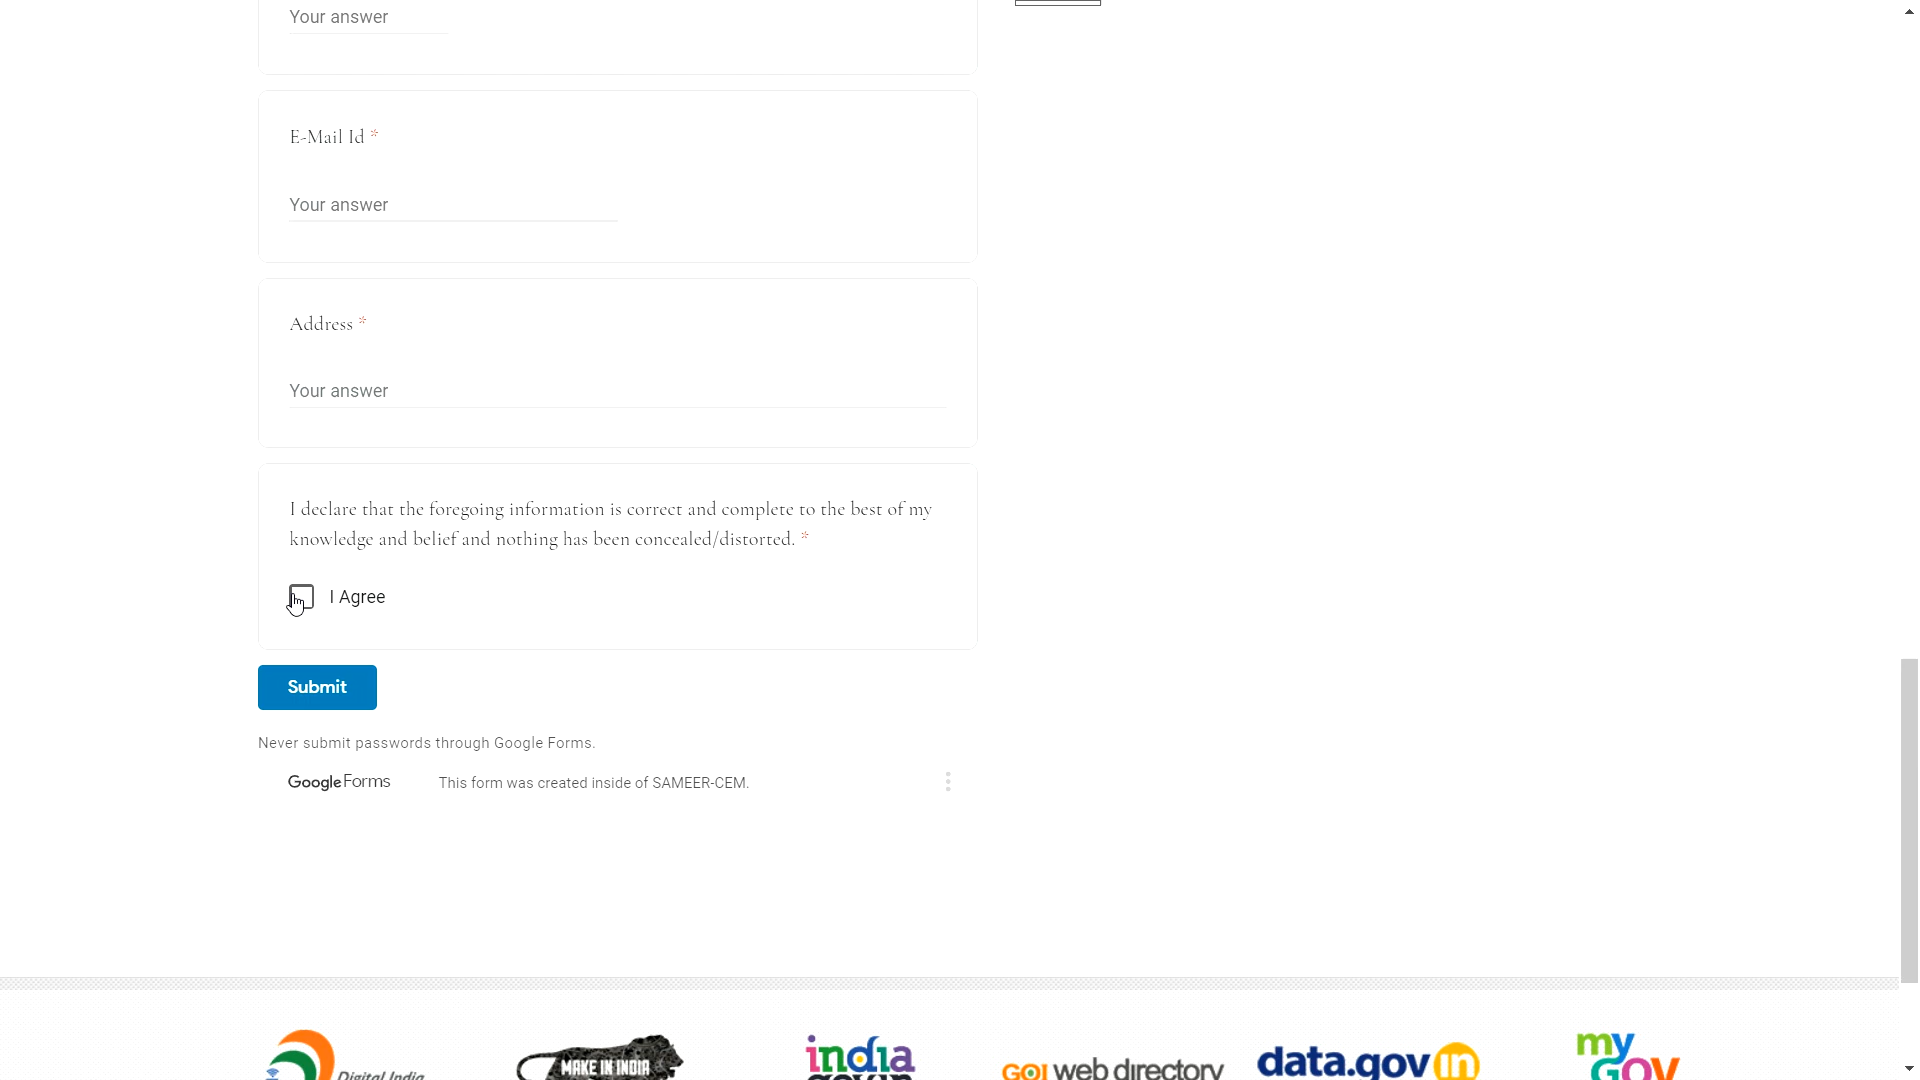 Your answer
E-Mail Id *
Your answer
Address *
Your answer
I declare that the foregoing information is correct and complete to the best of my
knowledge and belief and nothing has been concealed/distorted. *
I Agree
Submit
Never submit passwords through Google Forms.
Google Forms
This form was created inside of SAMEER-CEM.
Digital India
MAKE IN INDIA
india
gov.in
GOI web directory
data.gov in
my
GOV